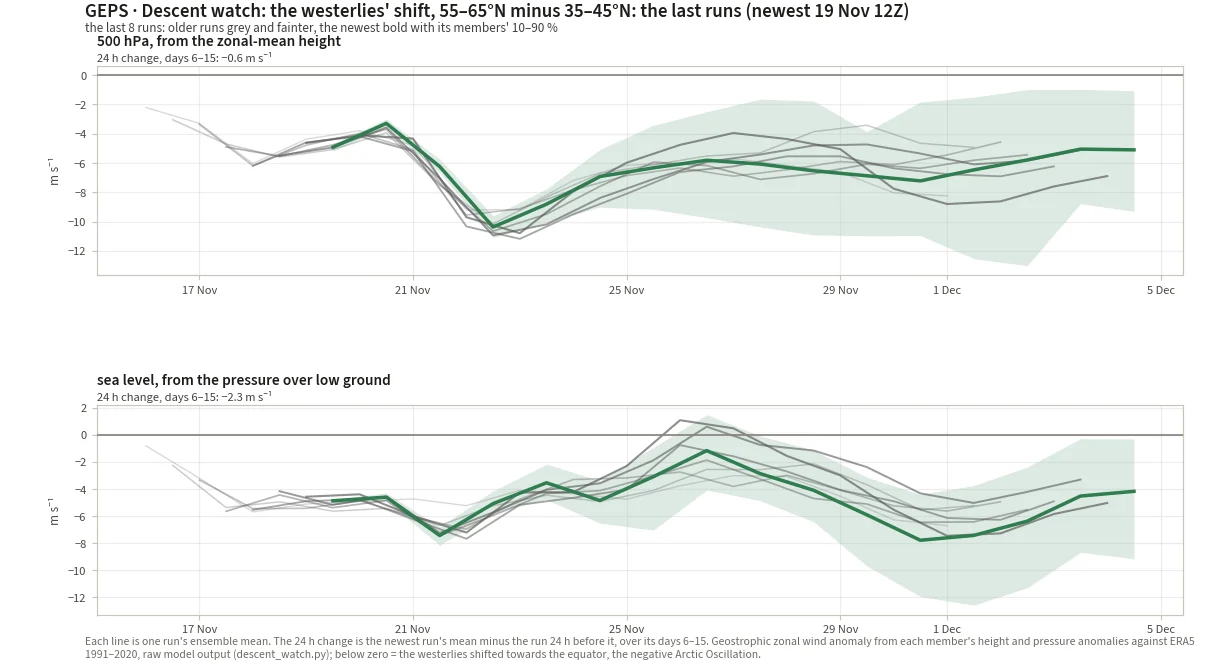 GEPS · Descent watch: the westerlies' shift, 55–65°N minus 35–45°N: the last runs (newest 19 Nov 12Z)
the last 8 runs: older runs grey and fainter, the newest bold with its members' 10–90 %
500 hPa, from the zonal-mean height
24 h change, days 6–15: −0.6 m s⁻¹
0
−2
−4
−6
−8
−10
−12
m s⁻¹
17 Nov
21 Nov
25 Nov
29 Nov
1 Dec
5 Dec
sea level, from the pressure over low ground
24 h change, days 6–15: −2.3 m s⁻¹
2
0
−2
−4
−6
−8
−10
−12
m s⁻¹
17 Nov
21 Nov
25 Nov
29 Nov
1 Dec
5 Dec
Each line is one run's ensemble mean. The 24 h change is the newest run's mean minus the run 24 h before it, over its days 6–15. Geostrophic zonal wind anomaly from each member's height and pressure anomalies against ERA5
1991–2020, raw model output (descent_watch.py); below zero = the westerlies shifted towards the equator, the negative Arctic Oscillation.